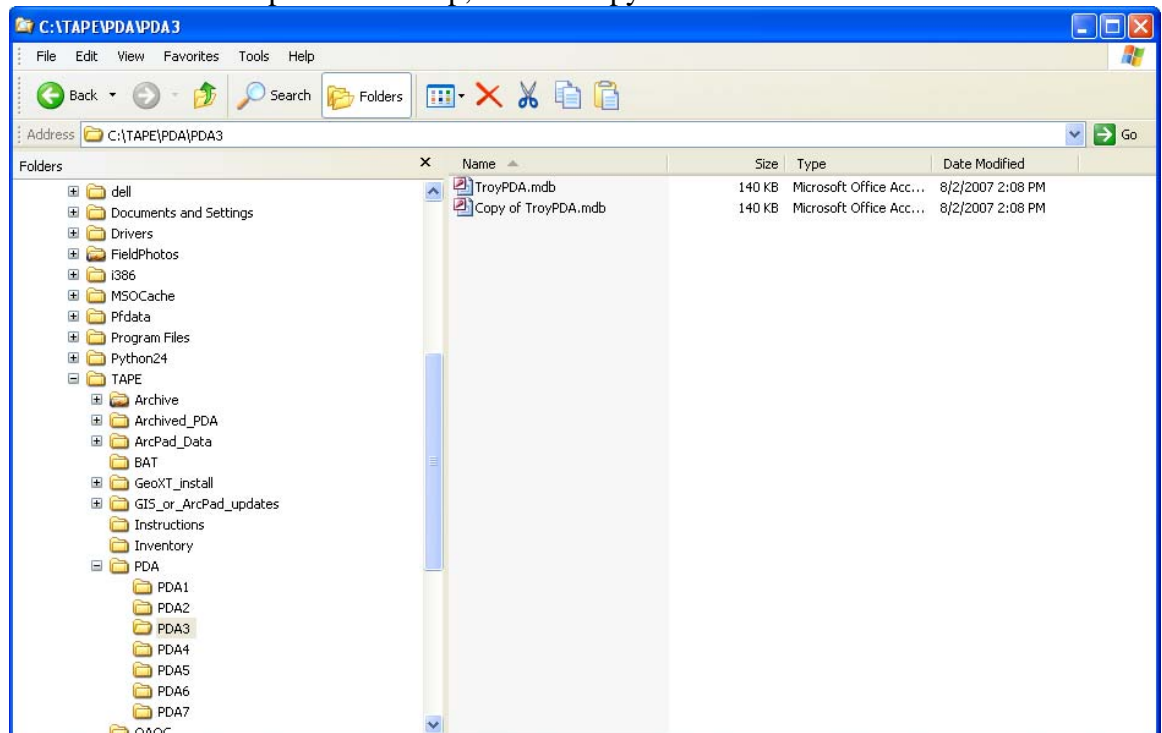 C:\TAPE\PDA\PDA3
File Edit View Favorites Tools Help
Back Search Folders
Address C:\TAPE\PDA\PDA3 Go
Folders
dell
Documents and Settings
Drivers
FieldPhotos
i386
MSOCache
Pfdata
Program Files
Python24
TAPE
Archive
Archived_PDA
ArcPad_Data
BAT
GeoXT_install
GIS_or_ArcPad_updates
Instructions
Inventory
PDA
PDA1
PDA2
PDA3
PDA4
PDA5
PDA6
PDA7
Name Size Type Date Modified
TroyPDA.mdb 140 KB Microsoft Office Acc... 8/2/2007 2:08 PM
Copy of TroyPDA.mdb 140 KB Microsoft Office Acc... 8/2/2007 2:08 PM